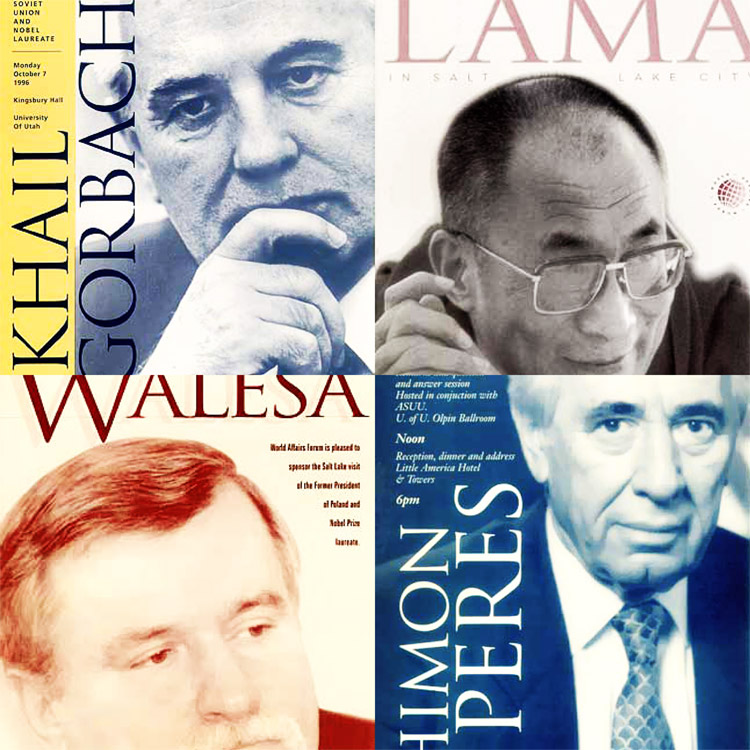 SOVIET
UNION
AND
NOBEL
LAUREATE
Monday
October 7
1996
Kingsbury Hall
University
Of Utah
KHAIL
GORBACH
LAMA
IN SALT LAKE CIT
WALESA
World Affairs Forum is pleased to
sponsor the Salt Lake visit
of the Former President
of Poland and
Nobel Prize
laureate.
and answer session
Hosted in conjuction with
ASUU.
U. of U. Olpin Ballroom
Noon
Reception, dinner and address
Little America Hotel
& Towers
6pm
HIMON
PERES